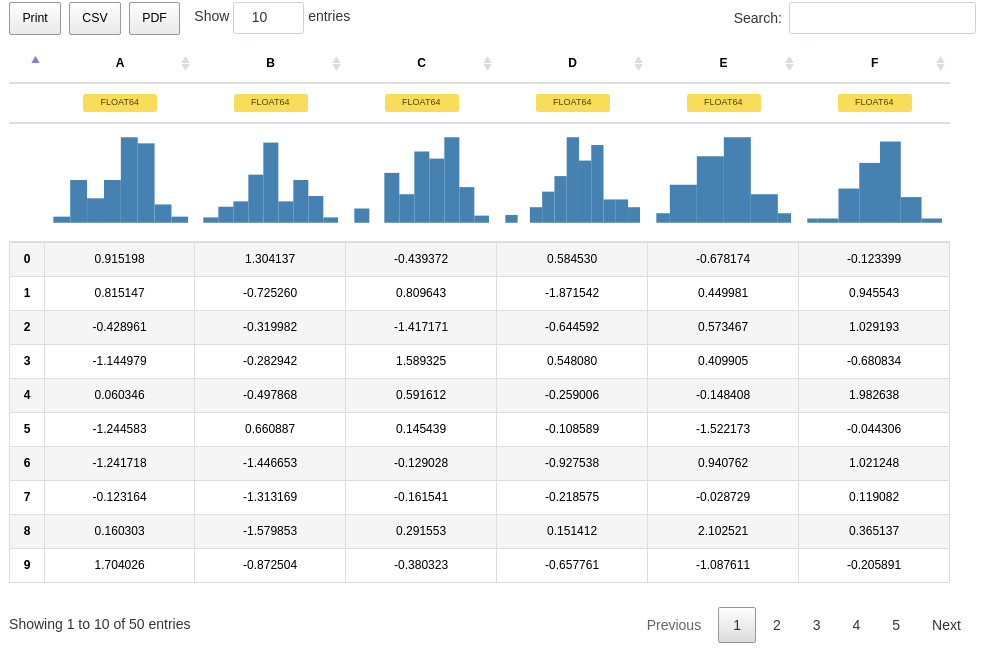 Print CSV PDF Show 10 entries Search:
A B C D E F
FLOAT64 FLOAT64 FLOAT64 FLOAT64 FLOAT64 FLOAT64
0 0.915198 1.304137 -0.439372 0.584530 -0.678174 -0.123399
1 0.815147 -0.725260 0.809643 -1.871542 0.449981 0.945543
2 -0.428961 -0.319982 -1.417171 -0.644592 0.573467 1.029193
3 -1.144979 -0.282942 1.589325 0.548080 0.409905 -0.680834
4 0.060346 -0.497868 0.591612 -0.259006 -0.148408 1.982638
5 -1.244583 0.660887 0.145439 -0.108589 -1.522173 -0.044306
6 -1.241718 -1.446653 -0.129028 -0.927538 0.940762 1.021248
7 -0.123164 -1.313169 -0.161541 -0.218575 -0.028729 0.119082
8 0.160303 -1.579853 0.291553 0.151412 2.102521 0.365137
9 1.704026 -0.872504 -0.380323 -0.657761 -1.087611 -0.205891
Showing 1 to 10 of 50 entries Previous 1 2 3 4 5 Next